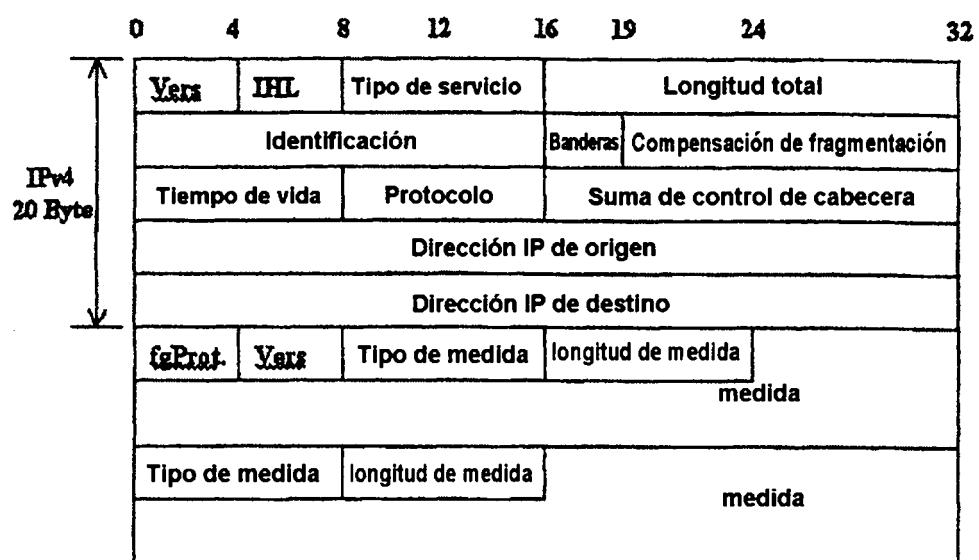 0 4 8 12 16 19 24 32
Vers IHL Tipo de servicio Longitud total
Identificación Banderas Compensación de fragmentación
IPv4
20 Byte
Tiempo de vida Protocolo Suma de control de cabecera
Dirección IP de origen
Dirección IP de destino
fgProt. Vers Tipo de medida longitud de medida
medida
Tipo de medida longitud de medida
medida